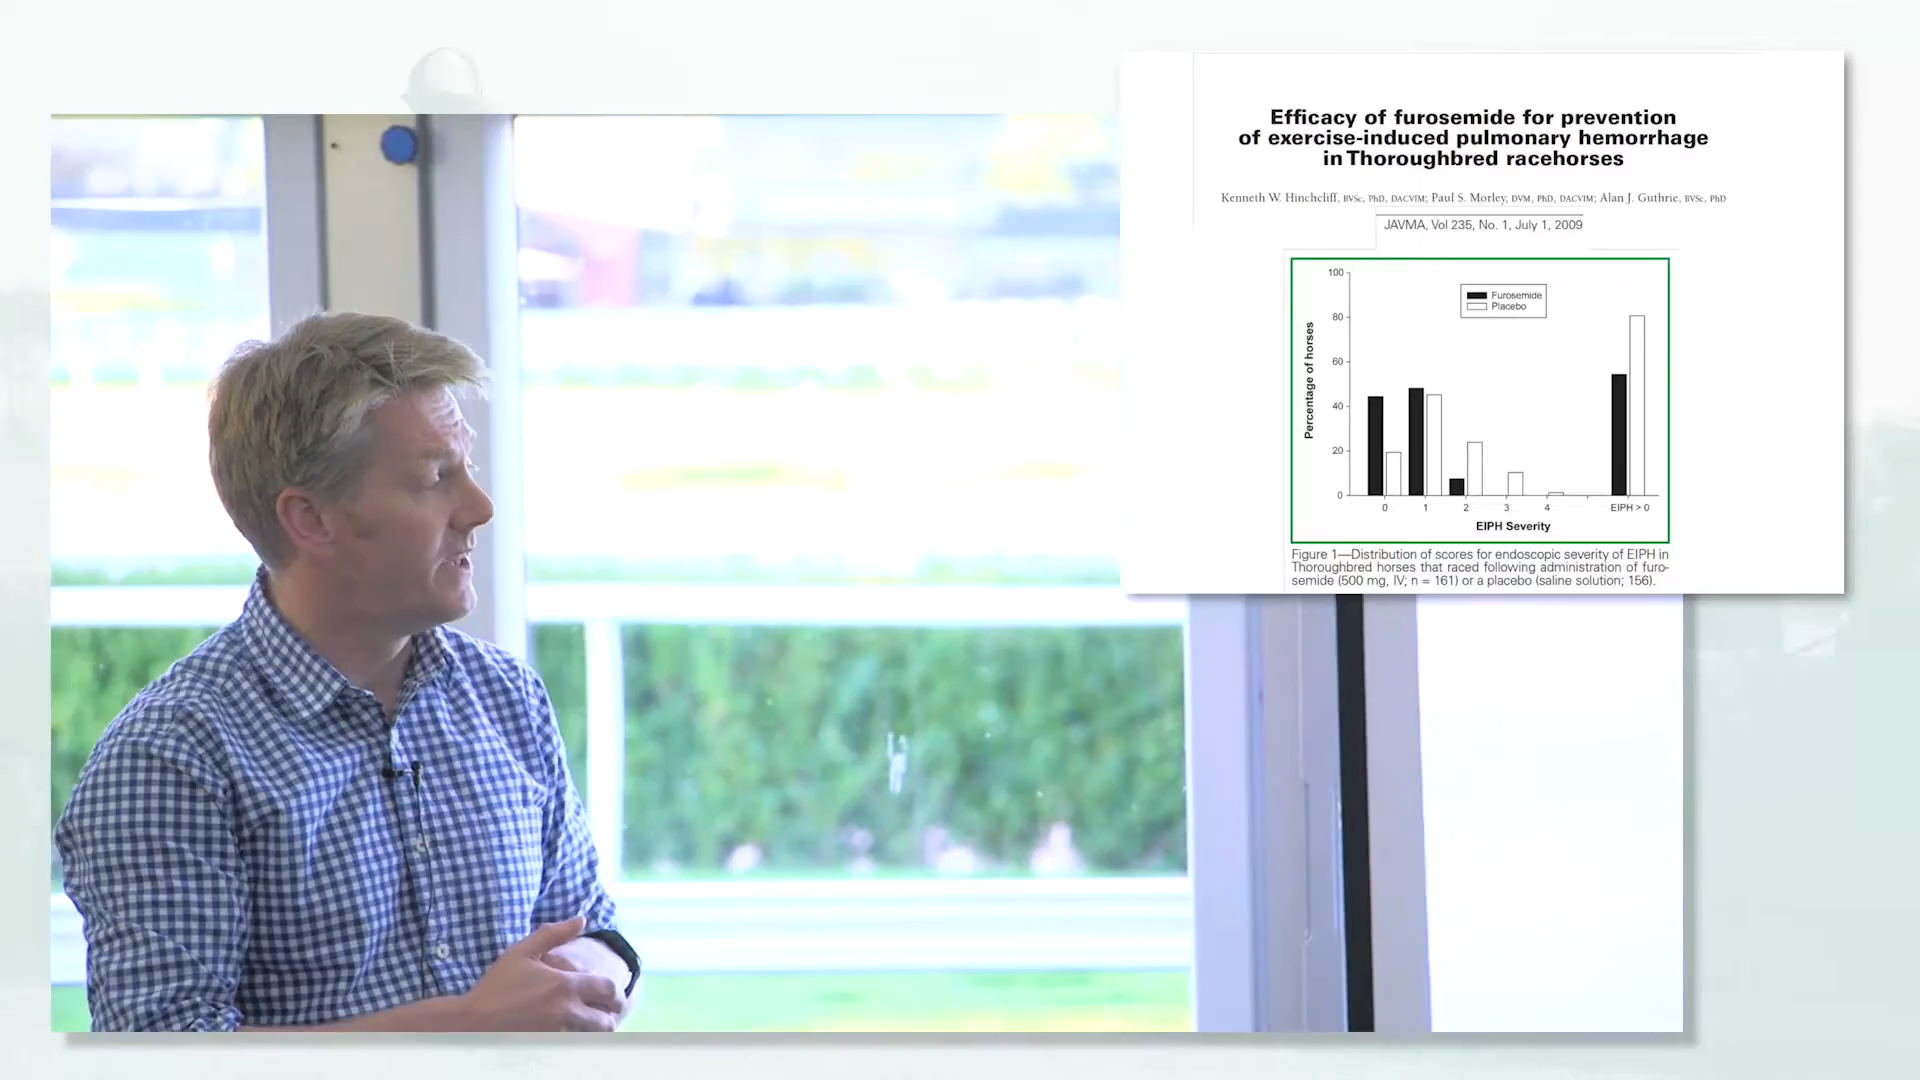 Efficacy of furosemide for prevention
of exercise-induced pulmonary hemorrhage
in Thoroughbred racehorses
Kenneth W. Hinchcliff, BVSc, PhD, DACVIM; Paul S. Morley, DVM, PhD, DACVIM; Alan J. Guthrie, BVSc, PhD
JAVMA, Vol 235, No. 1, July 1, 2009
100
80
60
40
20
0
Percentage of horses
Furosemide
Placebo
0 1 2 3 4 EIPH > 0
EIPH Severity
Figure 1—Distribution of scores for endoscopic severity of EIPH in
Thoroughbred horses that raced following administration of furo-
semide (500 mg, IV; n = 161) or a placebo (saline solution; 156).